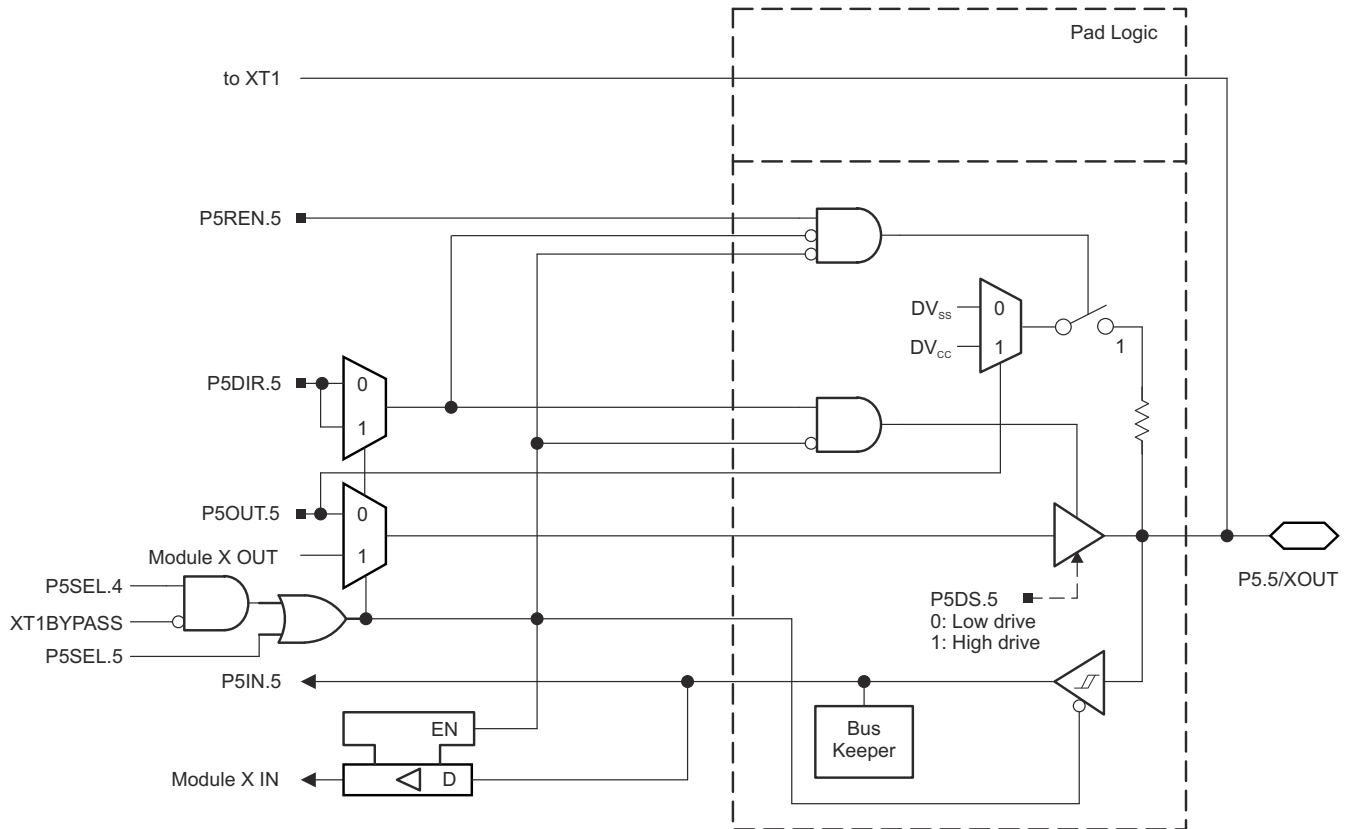 Pad Logic
to XT1
P5REN.5
DVSS
0
DVCC
1
1
P5DIR.5
0
1
P5OUT.5
0
Module X OUT
1
P5SEL.4
XT1BYPASS
P5SEL.5
P5DS.5
0: Low drive
1: High drive
P5.5/XOUT
P5IN.5
Bus
Keeper
EN
Module X IN
D